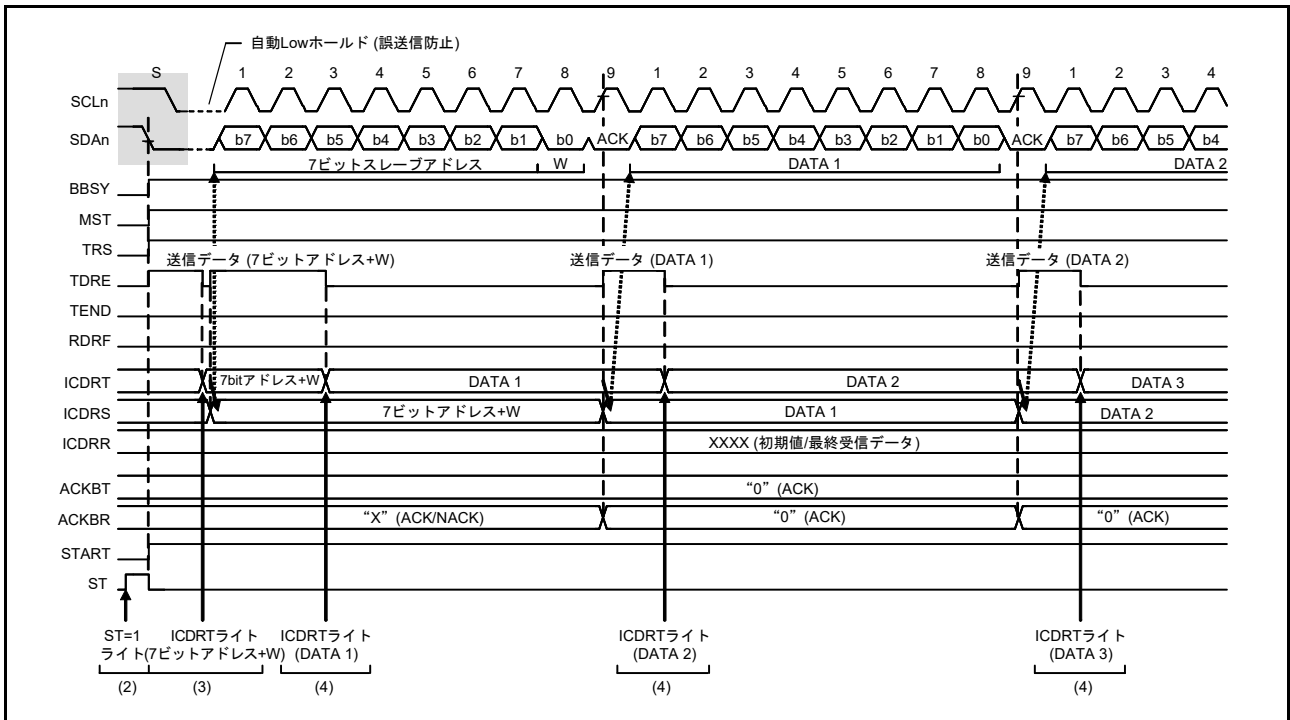 自動Lowホールド (誤送信防止)
S 1 2 3 4 5 6 7 8 9 1 2 3 4 5 6 7 8 9 1 2 3 4
SCLn
SDAn b7 b6 b5 b4 b3 b2 b1 b0 ACK b7 b6 b5 b4 b3 b2 b1 b0 ACK b7 b6 b5 b4
7ビットスレーブアドレス W DATA 1 DATA 2
BBSY
MST
TRS
送信データ (7ビットアドレス+W) 送信データ (DATA 1) 送信データ (DATA 2)
TDRE
TEND
RDRF
ICDRT 7bitアドレス+W DATA 1 DATA 2 DATA 3
ICDRS 7ビットアドレス+W DATA 1 DATA 2
ICDRR XXXX (初期値/最終受信データ)
ACKBT “0” (ACK)
ACKBR “X” (ACK/NACK) “0” (ACK) “0” (ACK)
START
ST
ST=1 ICDRTライト ICDRTライト ICDRTライト ICDRTライト
ライト (7ビットアドレス+W) (DATA 1) (DATA 2) (DATA 3)
(2) (3) (4) (4) (4)